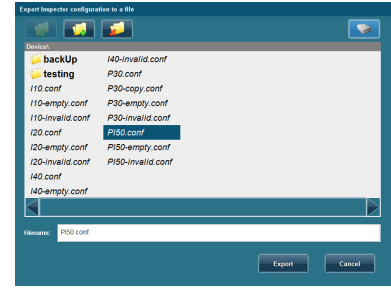 Export Inspector configuration to a file
Device\
backUp
testing
I10.conf
I10-empty.conf
I10-invalid.conf
I20.conf
I20-empty.conf
I20-invalid.conf
I40.conf
I40-empty.conf
I40-invalid.conf
P30.conf
P30-copy.conf
P30-empty.conf
P30-invalid.conf
PI50.conf
PI50-empty.conf
PI50-invalid.conf
Filename: PI50.conf
Export Cancel